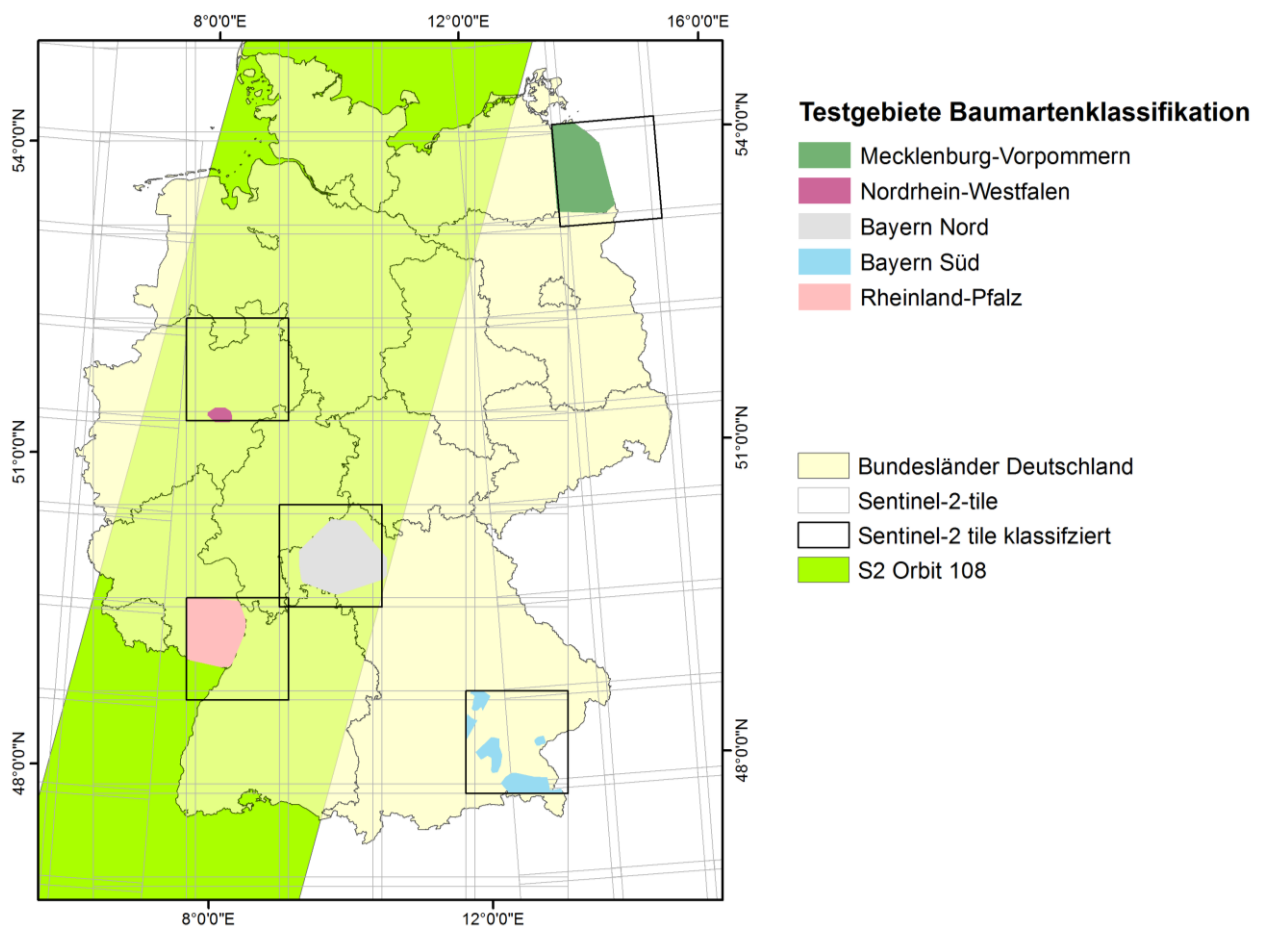 8°0'0"E
12°0'0"E
16°0'0"E
54°0'0"N
54°0'0"N
51°0'0"N
51°0'0"N
48°0'0"N
48°0'0"N
8°0'0"E
12°0'0"E
Testgebiete Baumartenklassifikation
Mecklenburg-Vorpommern
Nordrhein-Westfalen
Bayern Nord
Bayern Süd
Rheinland-Pfalz
Bundesländer Deutschland
Sentinel-2-tile
Sentinel-2 tile klassifziert
S2 Orbit 108